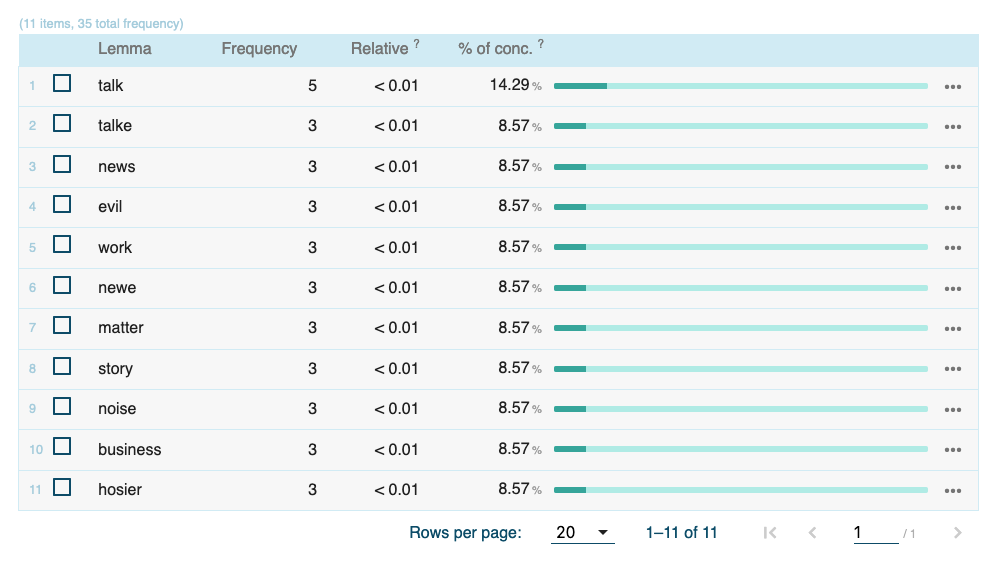 (11 items, 35 total frequency)
Lemma Frequency Relative ? % of conc. ?
1 talk 5 < 0.01 14.29 % •••
2 talke 3 < 0.01 8.57 % •••
3 news 3 < 0.01 8.57 % •••
4 evil 3 < 0.01 8.57 % •••
5 work 3 < 0.01 8.57 % •••
6 newe 3 < 0.01 8.57 % •••
7 matter 3 < 0.01 8.57 % •••
8 story 3 < 0.01 8.57 % •••
9 noise 3 < 0.01 8.57 % •••
10 business 3 < 0.01 8.57 % •••
11 hosier 3 < 0.01 8.57 % •••
Rows per page: 20 1–11 of 11 1 / 1